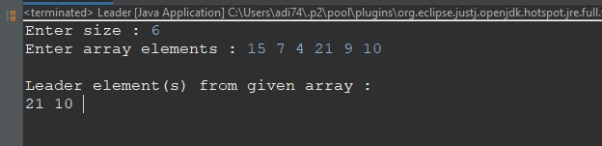 <terminated> Leader [Java Application] C:\Users\adi74\.p2\pool\plugins\org.eclipse.justj.openjdk.hotspot.jre.full.
Enter size : 6
Enter array elements : 15 7 4 21 9 10
Leader element(s) from given array :
21 10